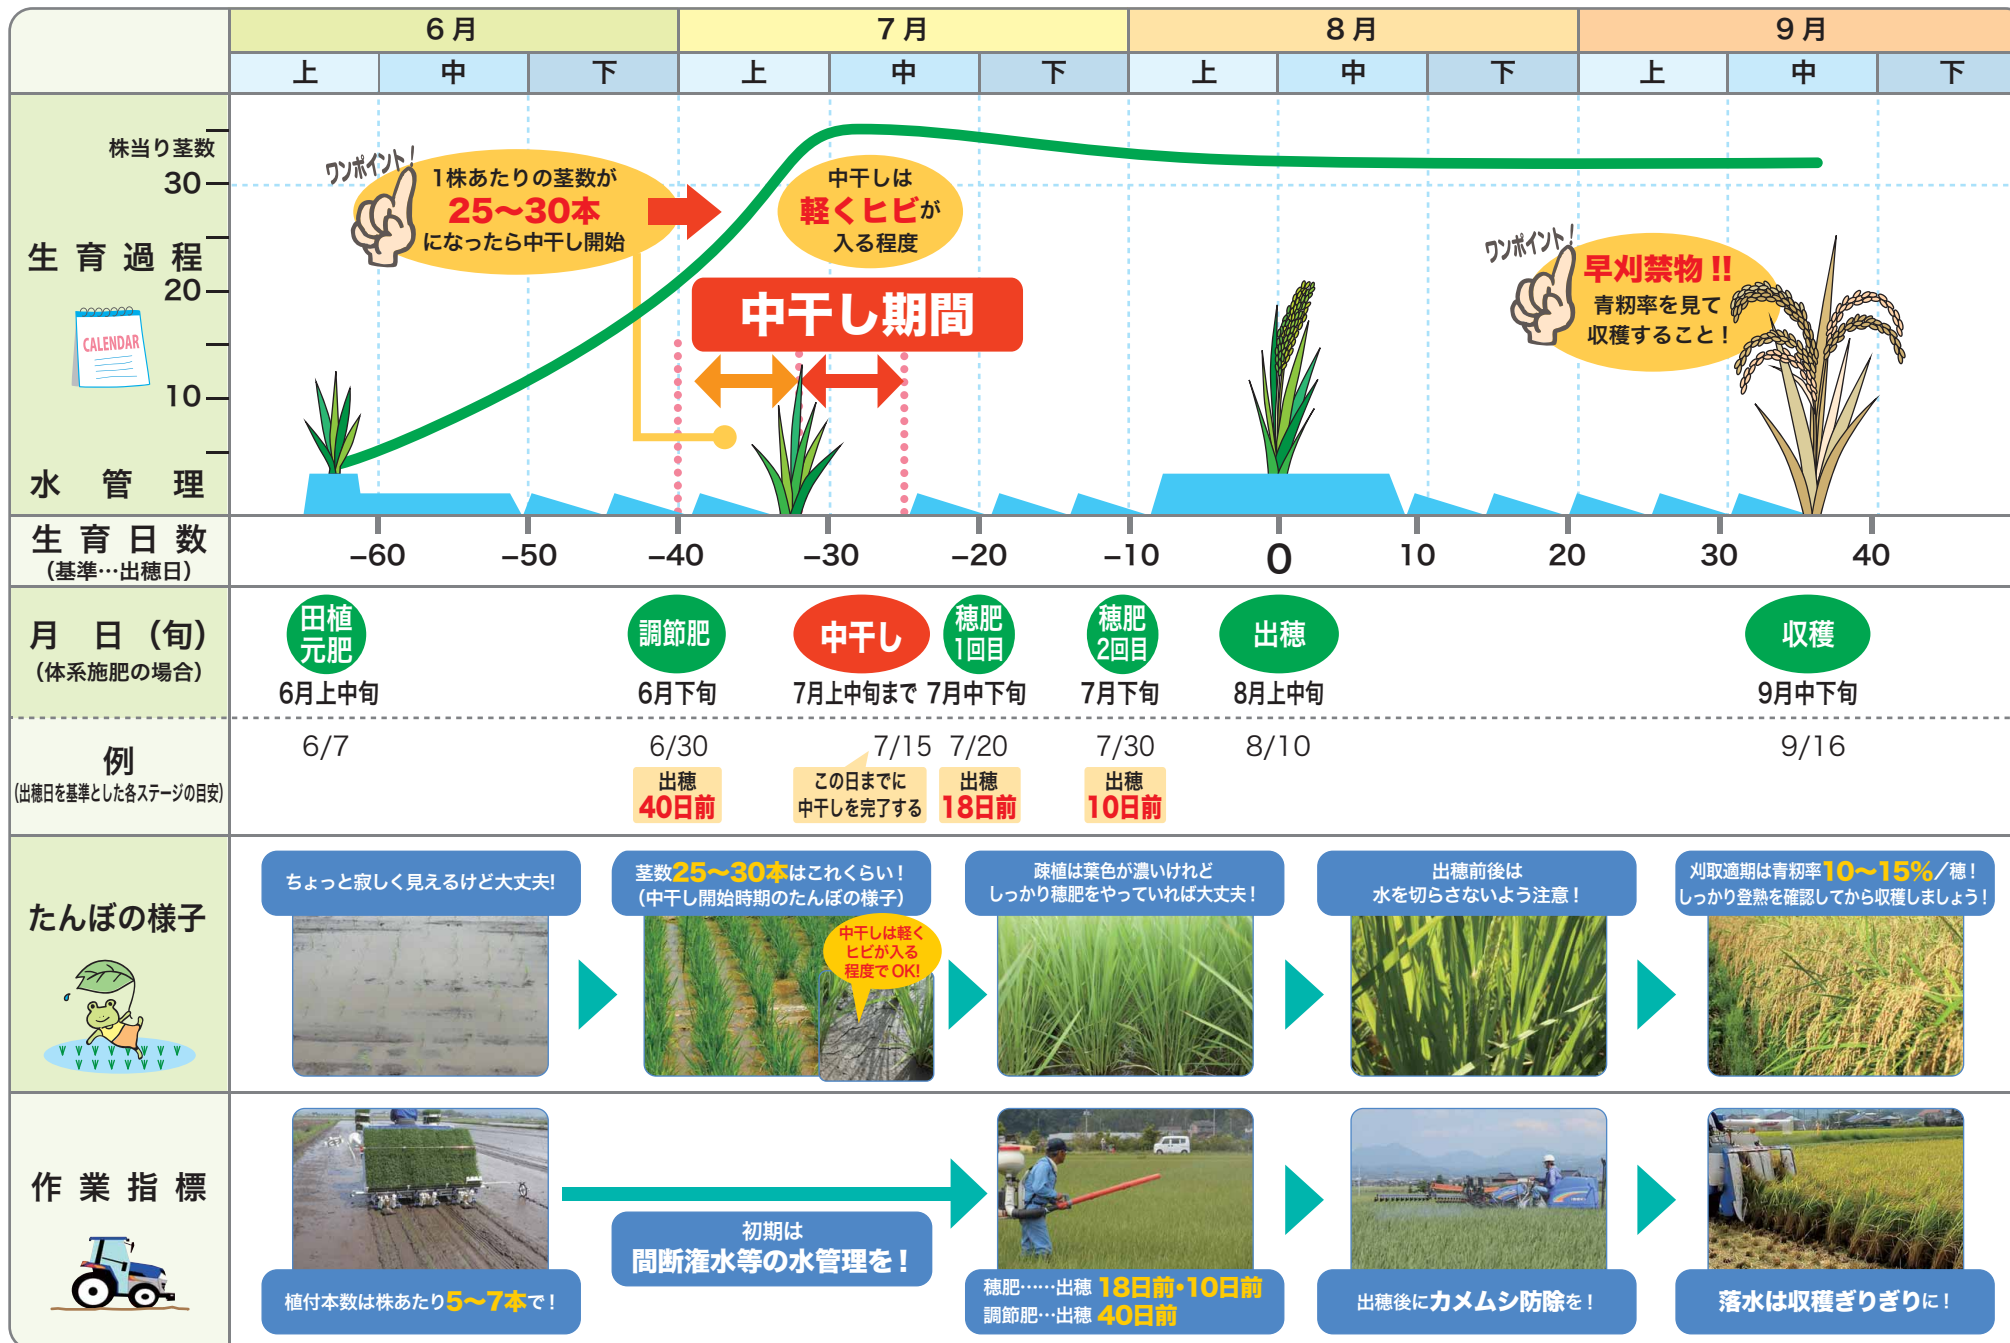 6月
7月
8月
9月
上
中
下
上
中
下
上
中
下
上
中
下
株当り茎数
30
20
10
生育過程
CALENDAR
水管理
ワンポイント!
1株あたりの茎数が
25〜30本
になったら中干し開始
中干しは
軽くヒビが
入る程度
中干し期間
ワンポイント!
早刈禁物!!
青籾率を見て
収穫すること!
生育日数
(基準…出穂日)
−60
−50
−40
−30
−20
−10
0
10
20
30
40
月日(旬)
(体系施肥の場合)
田植
元肥
6月上中旬
調節肥
6月下旬
中干し
7月上中旬まで
穂肥
1回目
7月中下旬
穂肥
2回目
7月下旬
出穂
8月上中旬
収穫
9月中下旬
例
(出穂日を基準とした各ステージの目安)
6/7
6/30
出穂
40日前
7/15
この日までに
中干しを完了する
7/20
出穂
18日前
7/30
出穂
10日前
8/10
9/16
たんぼの様子
ちょっと寂しく見えるけど大丈夫!
茎数25〜30本はこれくらい!
(中干し開始時期のたんぼの様子)
中干しは軽く
ヒビが入る
程度でOK!
疎植は葉色が濃いけれど
しっかり穂肥をやっていれば大丈夫!
出穂前後は
水を切らさないよう注意!
刈取適期は青籾率10〜15%/穂!
しっかり登熟を確認してから収穫しましょう!
作業指標
植付本数は株あたり5〜7本で!
初期は
間断潅水等の水管理を!
穂肥……出穂 18日前・10日前
調節肥…出穂 40日前
出穂後にカメムシ防除を!
落水は収穫ぎりぎりに!